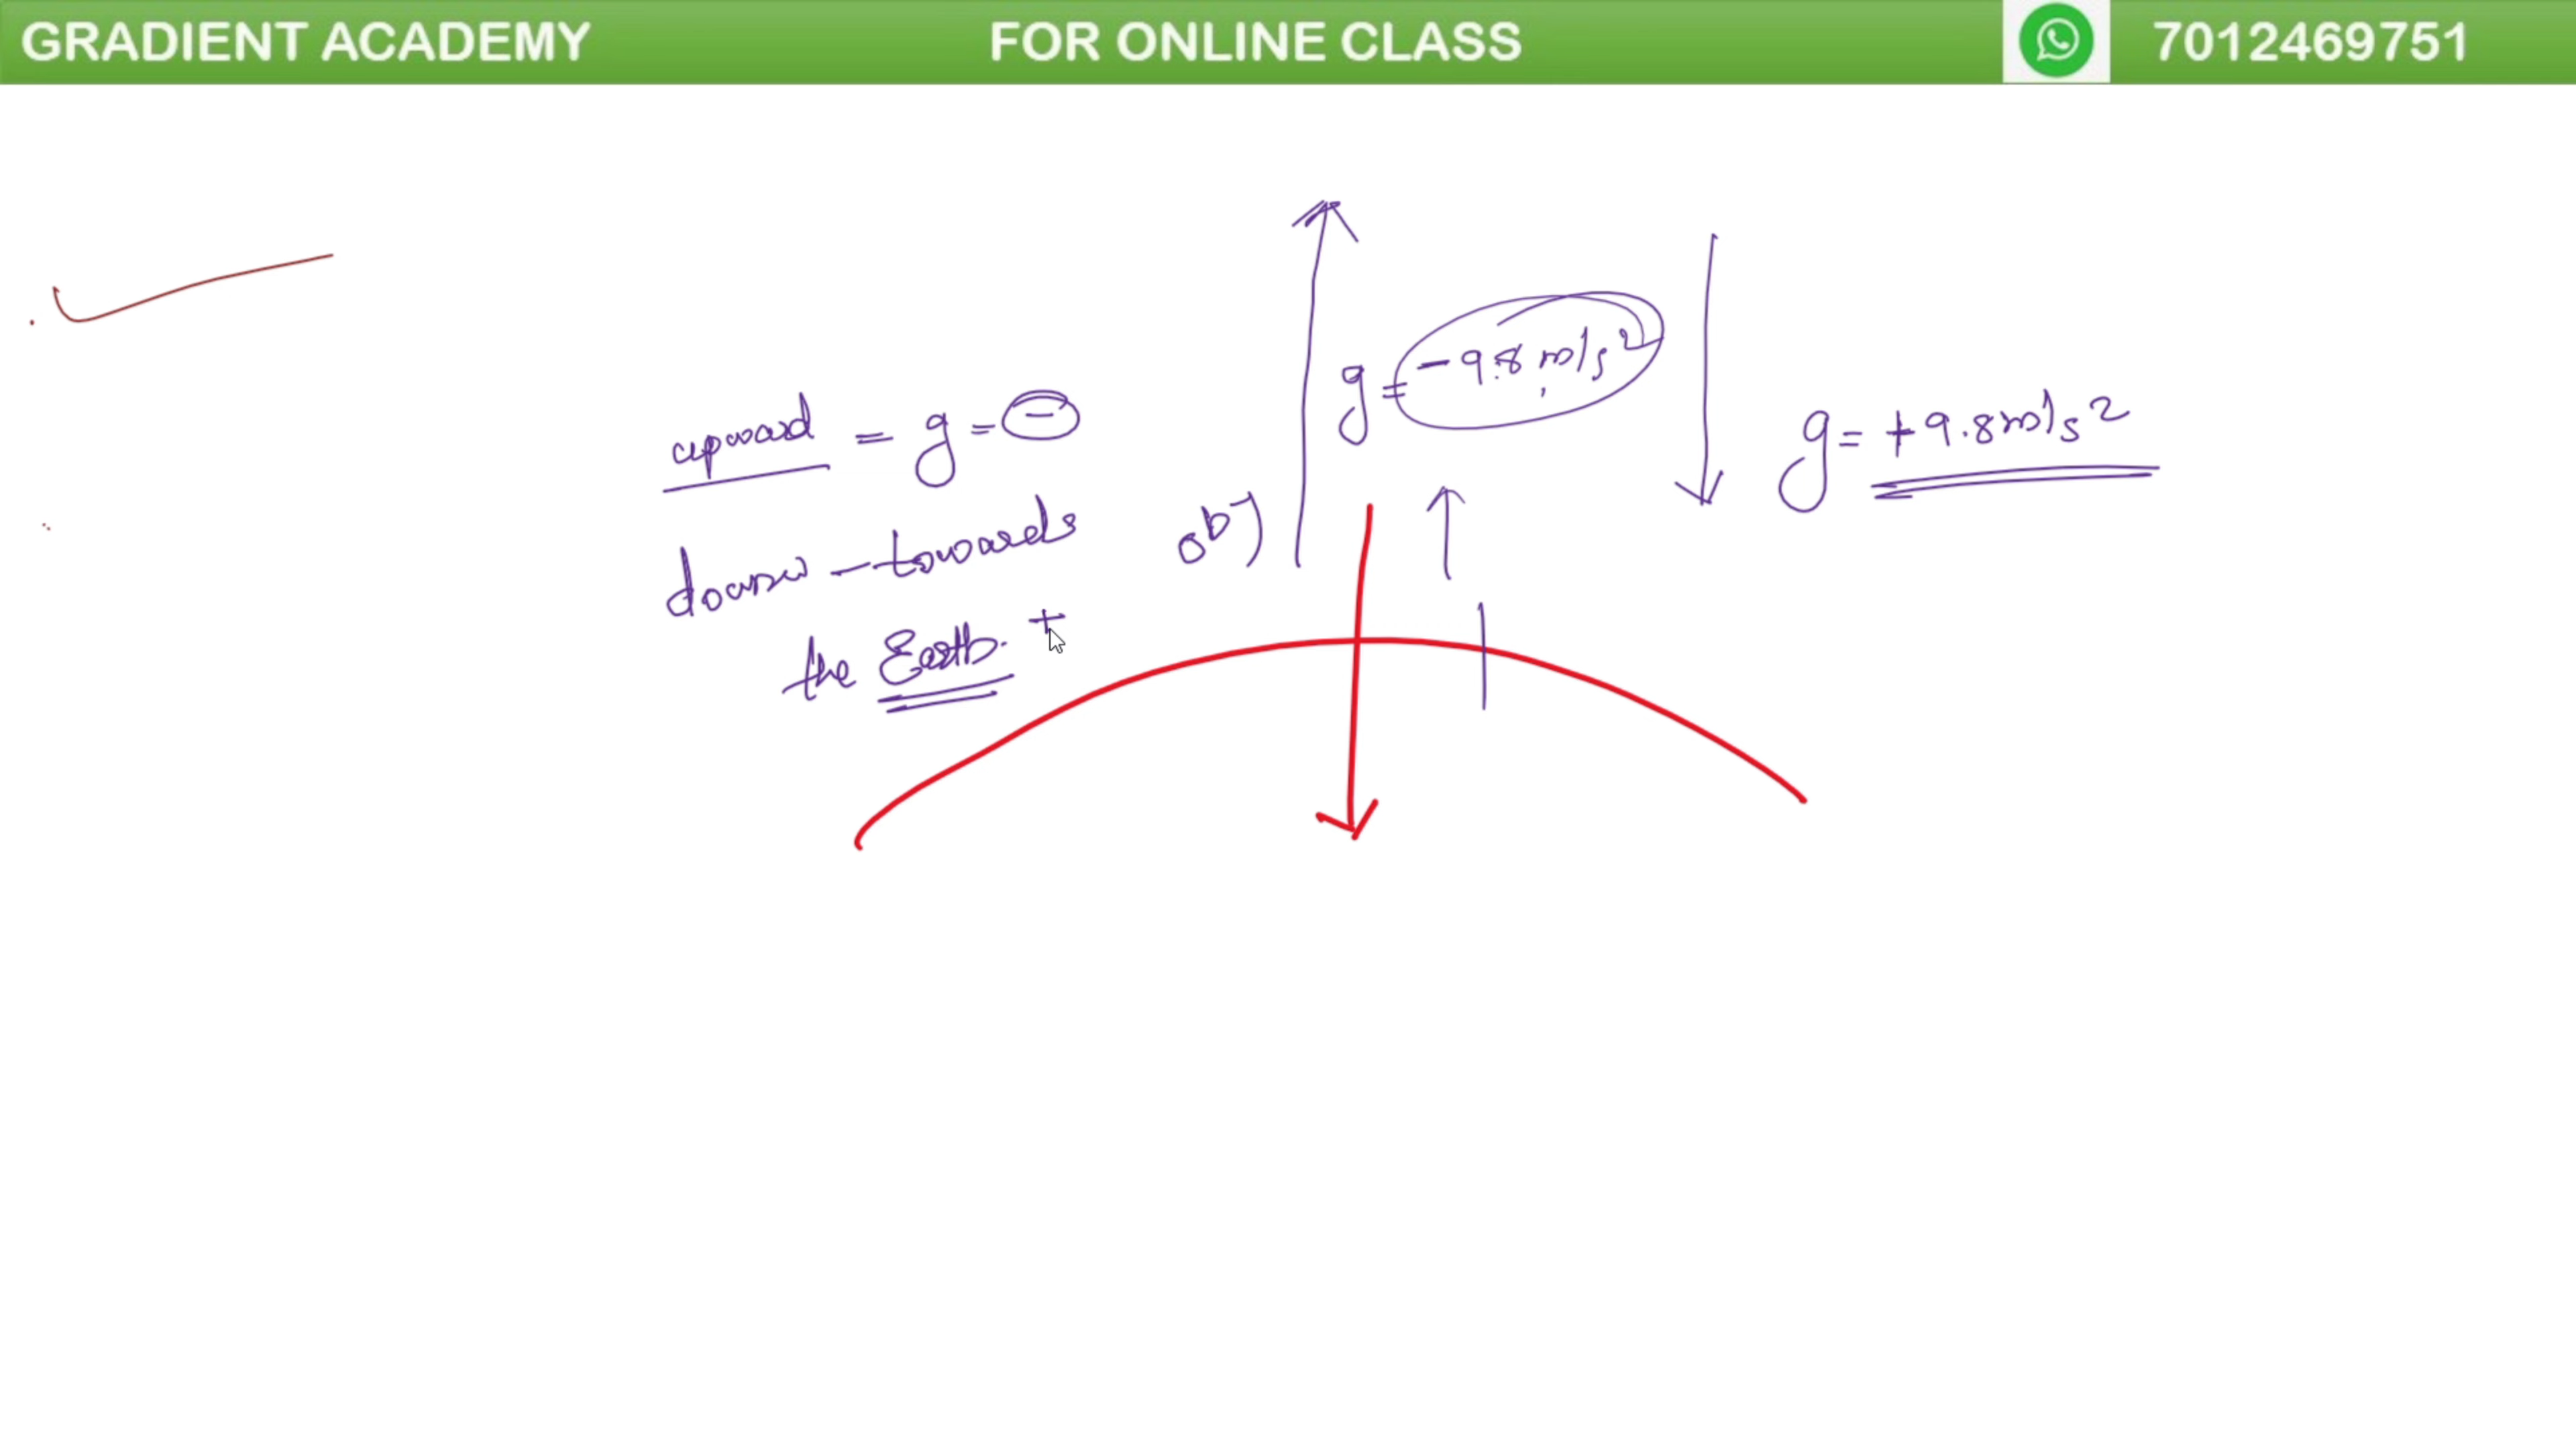 GRADIENT ACADEMY FOR ONLINE CLASS 7012469751
upward = g = -
down - towards
the Earth. +
obj
g = -9.8 m/s²
g = +9.8 m/s²